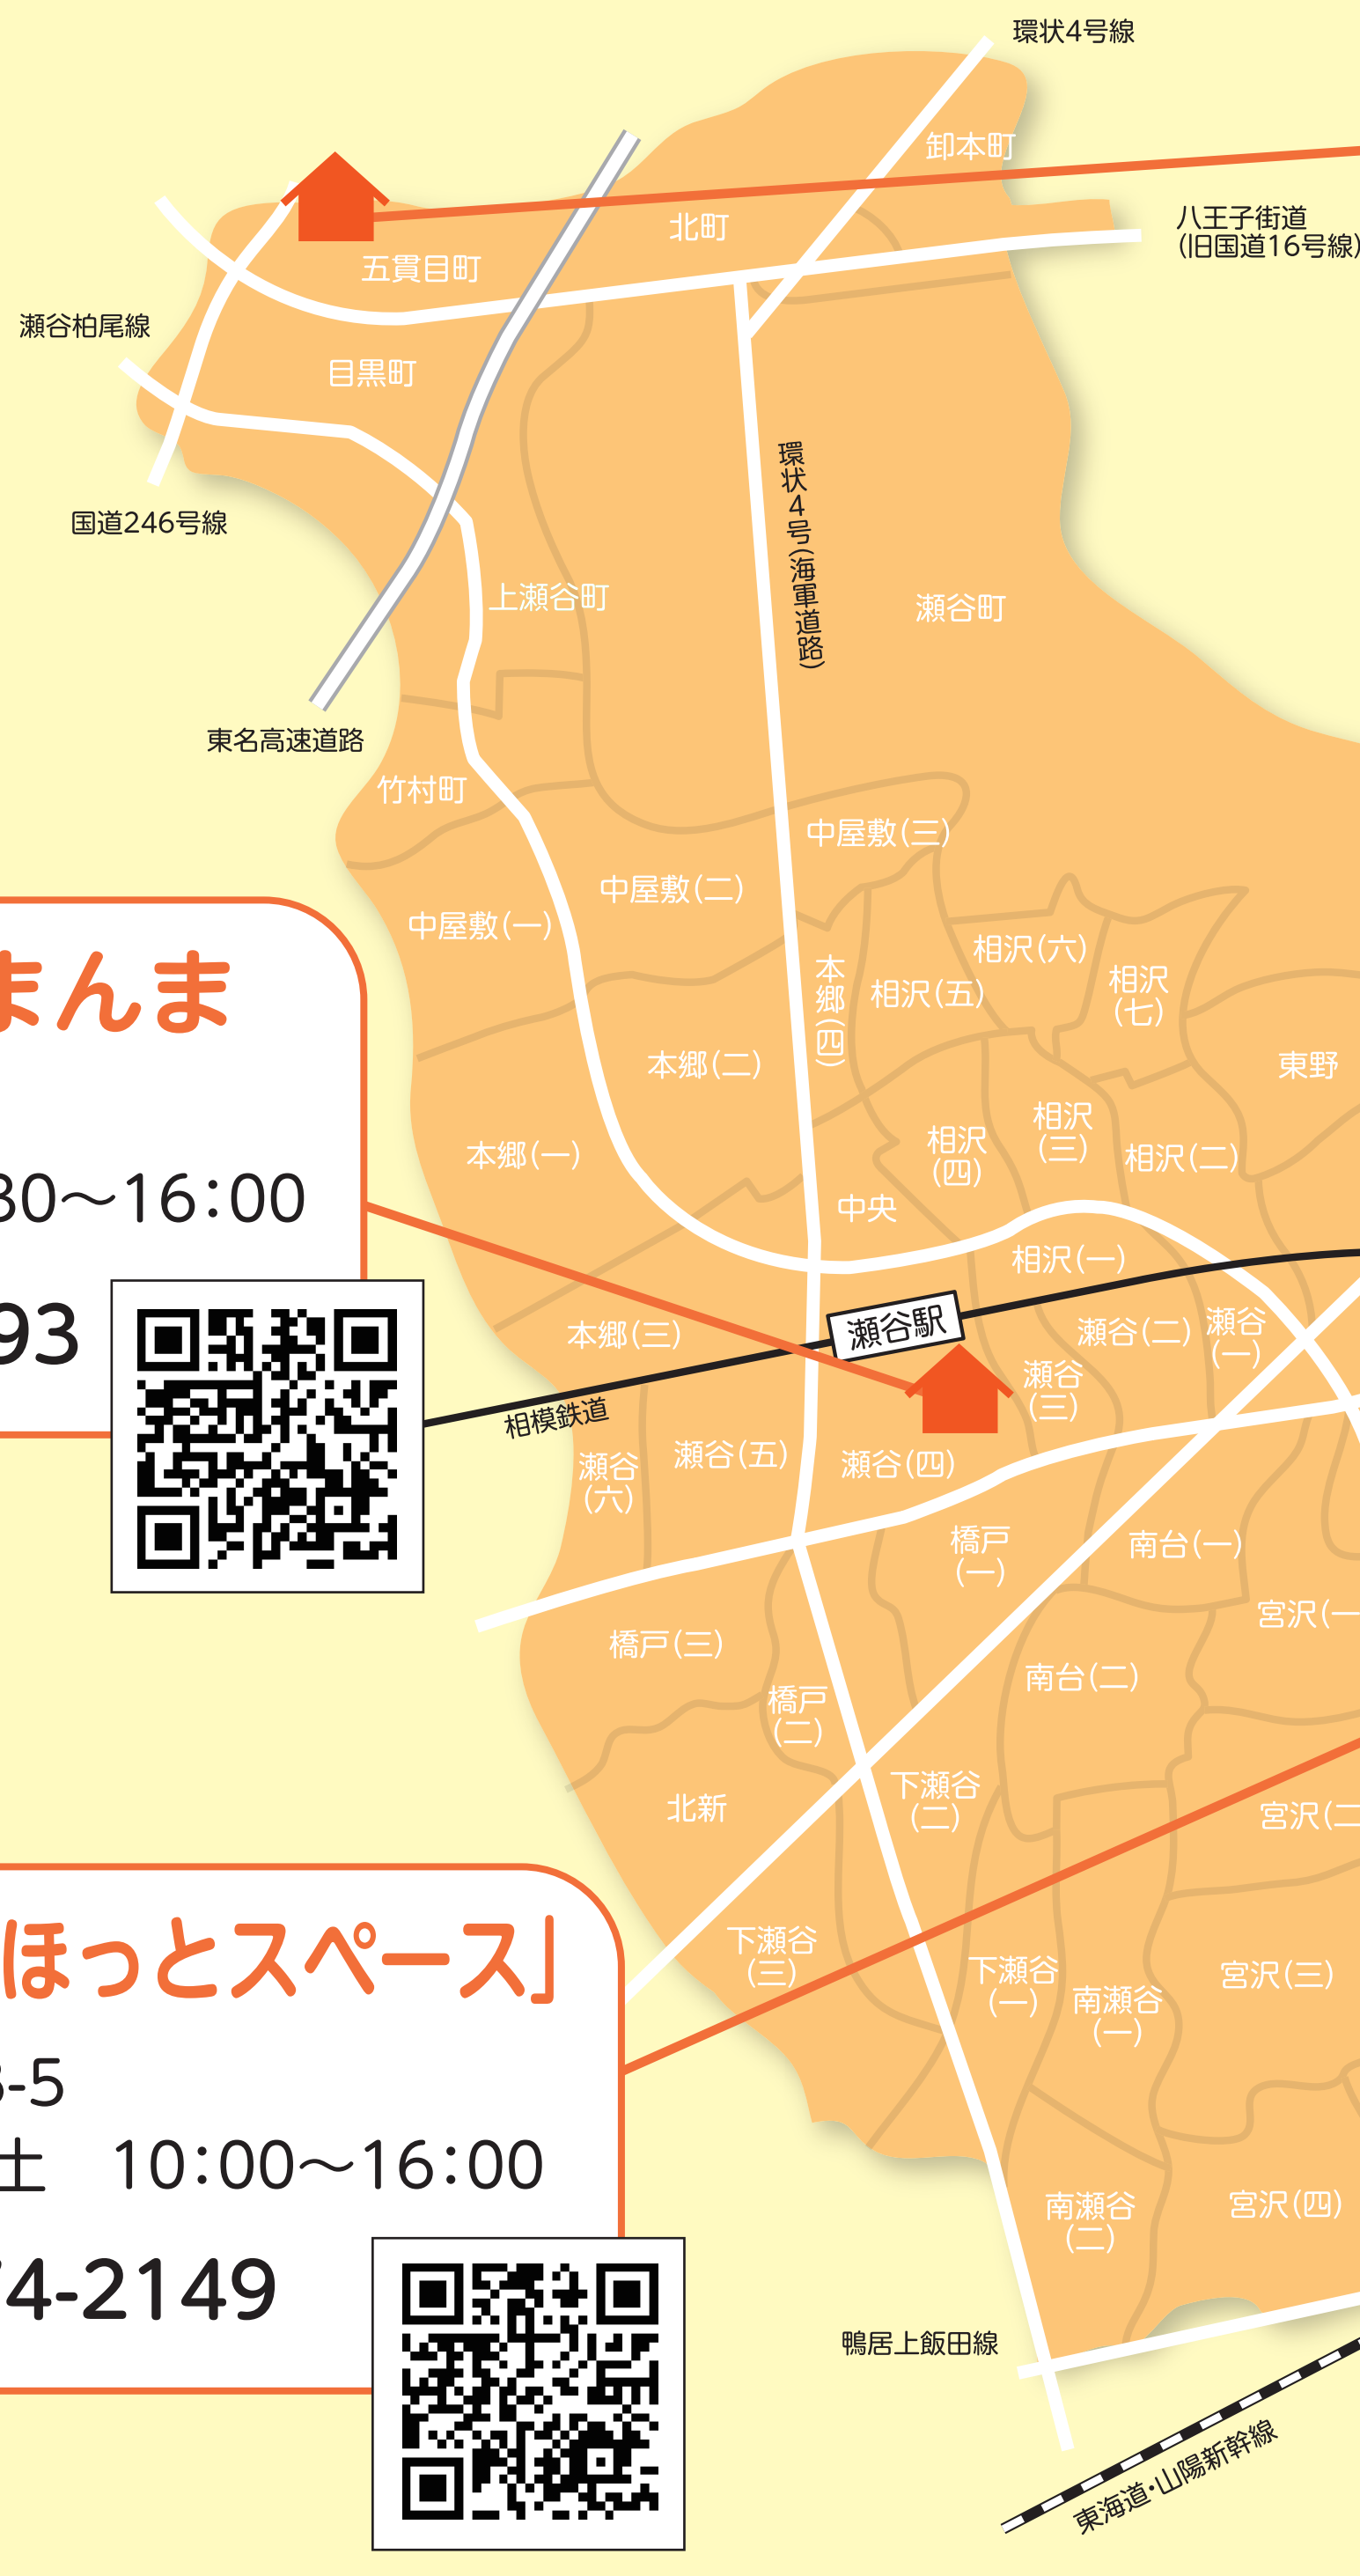 環状4号線
卸本町
八王子街道
(旧国道16号線)
北町
五貫目町
瀬谷柏尾線
目黒町
環状4号(海軍道路)
国道246号線
上瀬谷町
瀬谷町
東名高速道路
竹村町
中屋敷(三)
中屋敷(二)
中屋敷(一)
相沢(六)
本郷(四)
相沢(五)
相沢
(七)
まんま
本郷(二)
東野
相沢
(三)
相沢
(四)
本郷(一)
相沢(二)
30〜16:00
中央
相沢(一)
93
瀬谷駅
本郷(三)
瀬谷(二)
瀬谷
(一)
瀬谷
(三)
相模鉄道
瀬谷(五)
瀬谷(四)
瀬谷
(六)
橋戸
(一)
南台(一)
宮沢(一
橋戸(三)
南台(二)
橋戸
(二)
下瀬谷
(二)
北新
宮沢(二
ほっとスペース」
下瀬谷
(三)
下瀬谷
(一)
宮沢(三)
南瀬谷
(一)
-5
土 10:00〜16:00
南瀬谷
(二)
宮沢(四)
4-2149
鴨居上飯田線
東海道・山陽新幹線